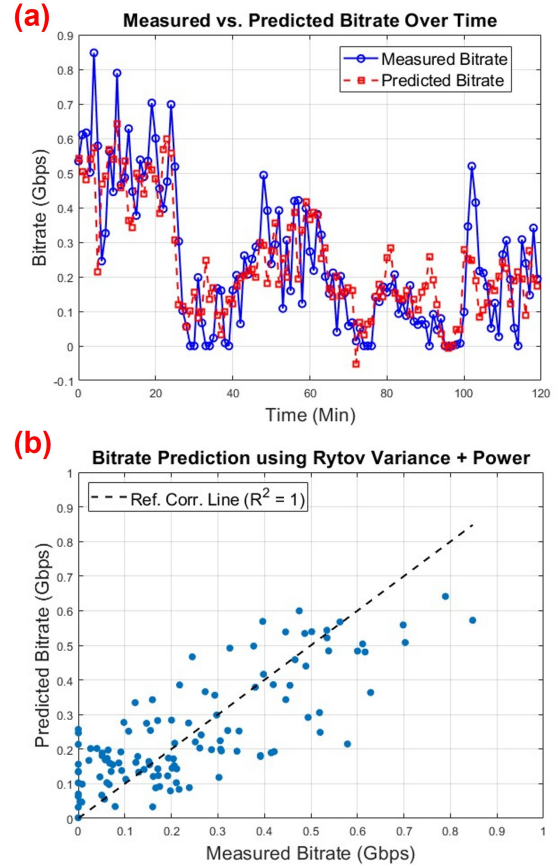 (a)
Measured vs. Predicted Bitrate Over Time
Measured Bitrate
Predicted Bitrate
Bitrate (Gbps)
0.9
0.8
0.7
0.6
0.5
0.4
0.3
0.2
0.1
0
-0.1
0 20 40 60 80 100 120
Time (Min)
(b)
Bitrate Prediction using Rytov Variance + Power
Ref. Corr. Line (R² = 1)
Predicted Bitrate (Gbps)
1
0.9
0.8
0.7
0.6
0.5
0.4
0.3
0.2
0.1
0
0 0.1 0.2 0.3 0.4 0.5 0.6 0.7 0.8 0.9 1
Measured Bitrate (Gbps)